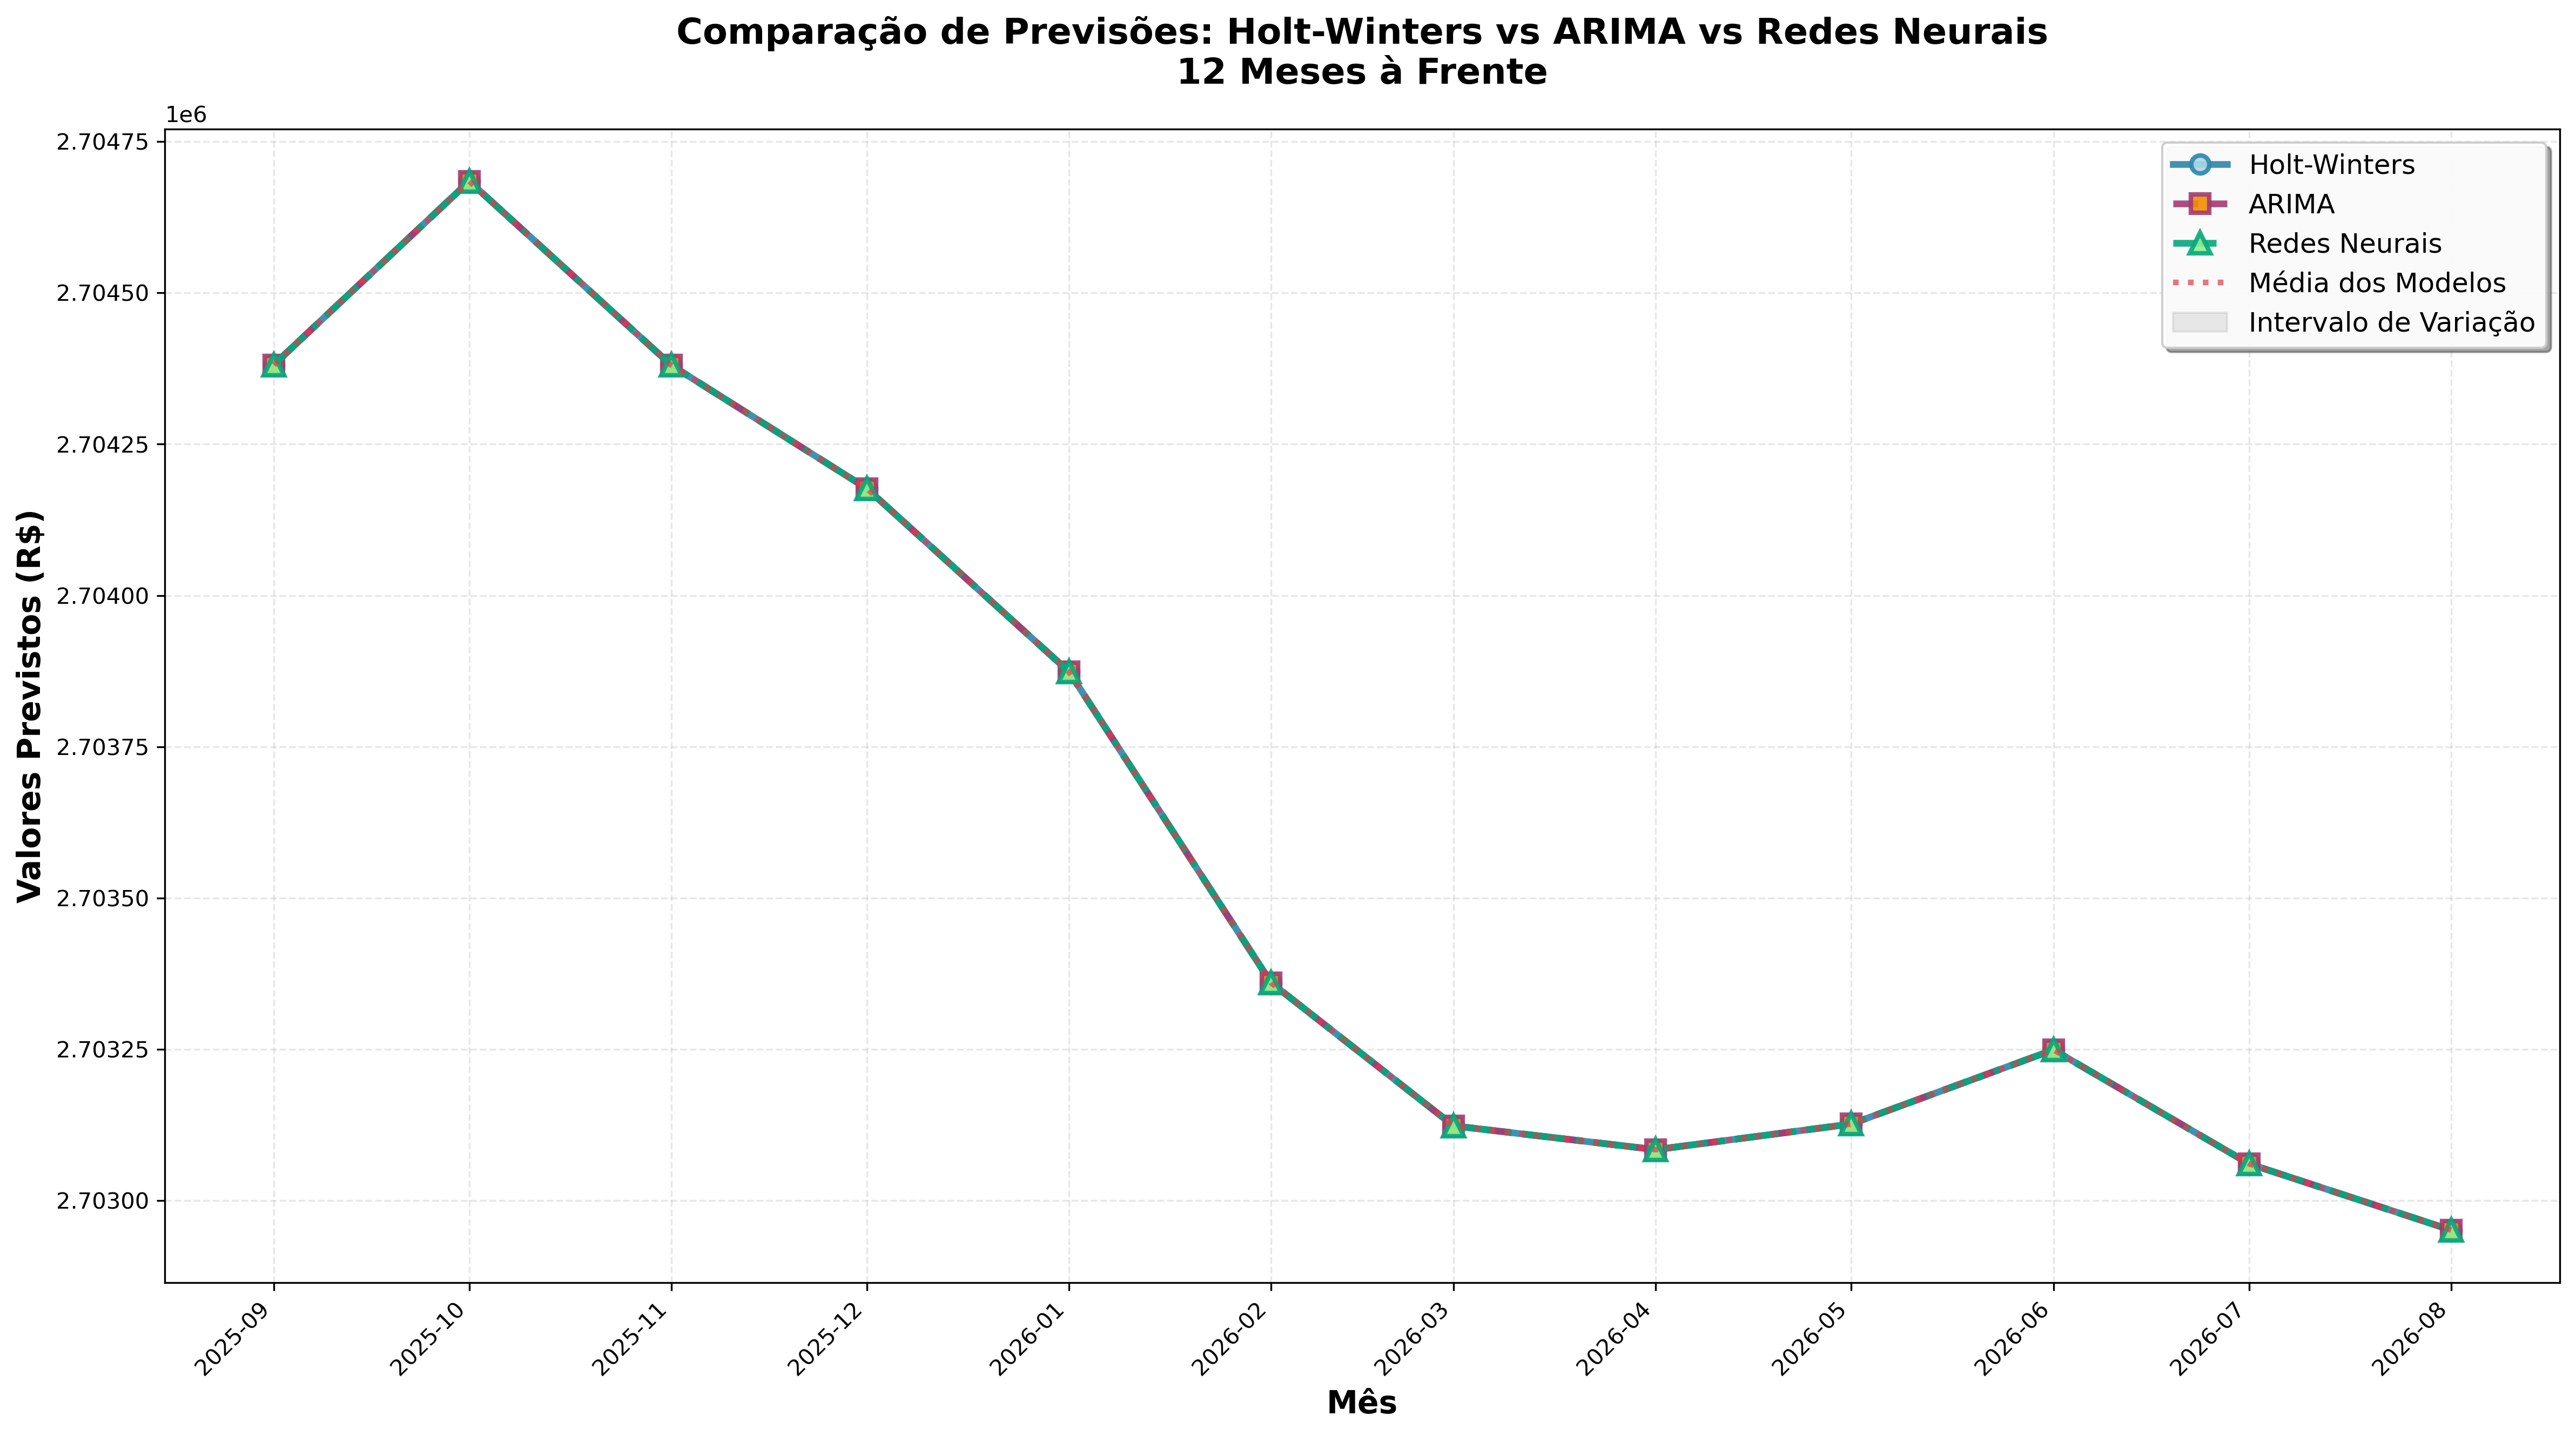 Comparação de Previsões: Holt-Winters vs ARIMA vs Redes Neurais
12 Meses à Frente
1e6
2.70475
2.70450
2.70425
2.70400
2.70375
2.70350
2.70325
2.70300
Valores Previstos (R$)
Holt-Winters
ARIMA
Redes Neurais
Média dos Modelos
Intervalo de Variação
2025-09
2025-10
2025-11
2025-12
2026-01
2026-02
2026-03
2026-04
2026-05
2026-06
2026-07
2026-08
Mês